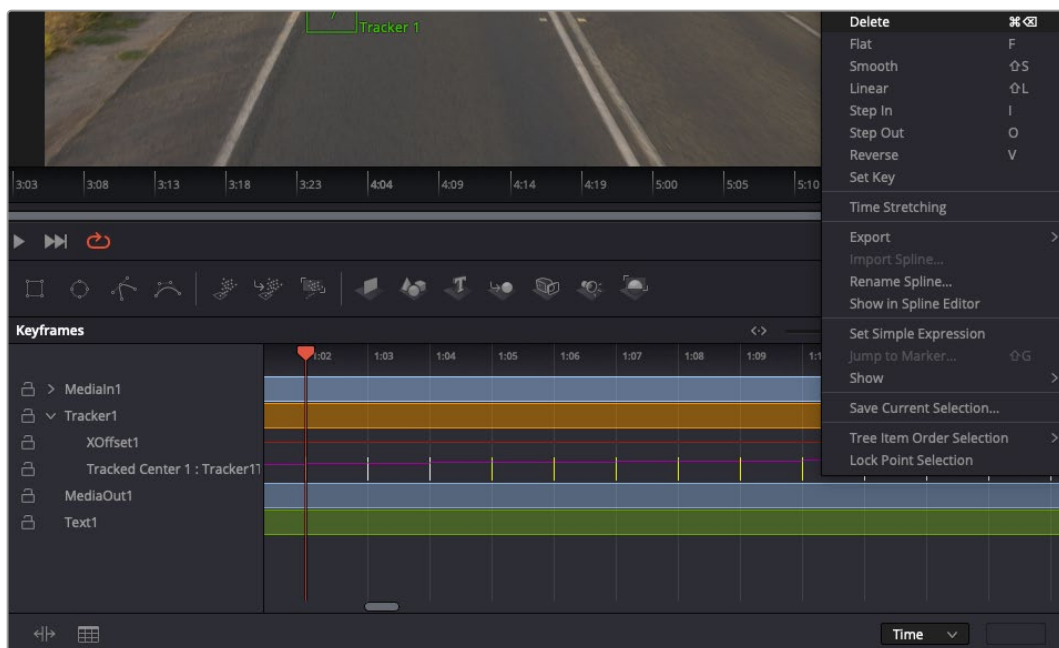 Tracker 1
3:03 3:08 3:13 3:18 3:23 4:04 4:09 4:14 4:19 5:00 5:05 5:10
Keyframes
1:02 1:03 1:04 1:05 1:06 1:07 1:08 1:09
MediaIn1
Tracker1
XOffset1
Tracked Center 1 : Tracker1
MediaOut1
Text1
Time
Delete ⌘⌫
Flat F
Smooth ⇧S
Linear ⇧L
Step In I
Step Out O
Reverse V
Set Key
Time Stretching
Export >
Import Spline...
Rename Spline...
Show in Spline Editor
Set Simple Expression
Jump to Marker... ⇧G
Show >
Save Current Selection...
Tree Item Order Selection >
Lock Point Selection